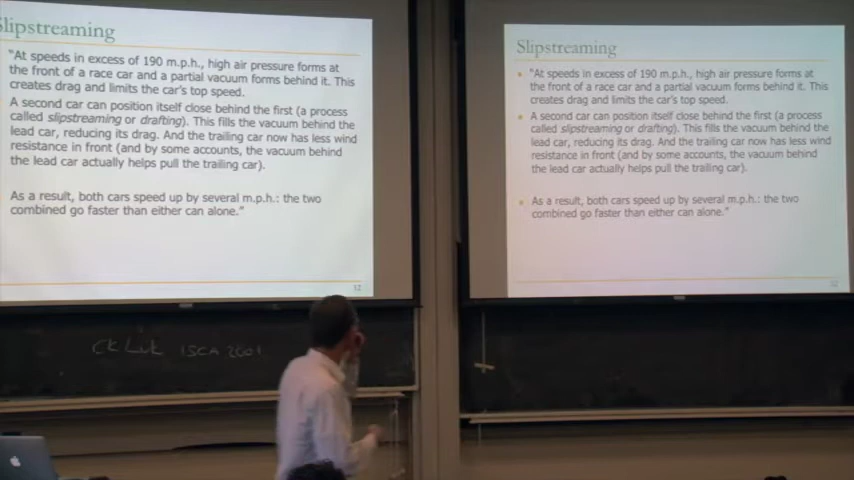 Slipstreaming
"At speeds in excess of 190 m.p.h., high air pressure forms at
the front of a race car and a partial vacuum forms behind it. This
creates drag and limits the car's top speed.
A second car can position itself close behind the first (a process
called slipstreaming or drafting). This fills the vacuum behind the
lead car, reducing its drag. And the trailing car now has less wind
resistance in front (and by some accounts, the vacuum behind
the lead car actually helps pull the trailing car).
As a result, both cars speed up by several m.p.h.: the two
combined go faster than either can alone."
12
CK Luk ISCA 2001
Slipstreaming
"At speeds in excess of 190 m.p.h., high air pressure forms at
the front of a race car and a partial vacuum forms behind it. This
creates drag and limits the car's top speed.
A second car can position itself close behind the first (a process
called slipstreaming or drafting). This fills the vacuum behind the
lead car, reducing its drag. And the trailing car now has less wind
resistance in front (and by some accounts, the vacuum behind
the lead car actually helps pull the trailing car).
As a result, both cars speed up by several m.p.h.: the two
combined go faster than either can alone."